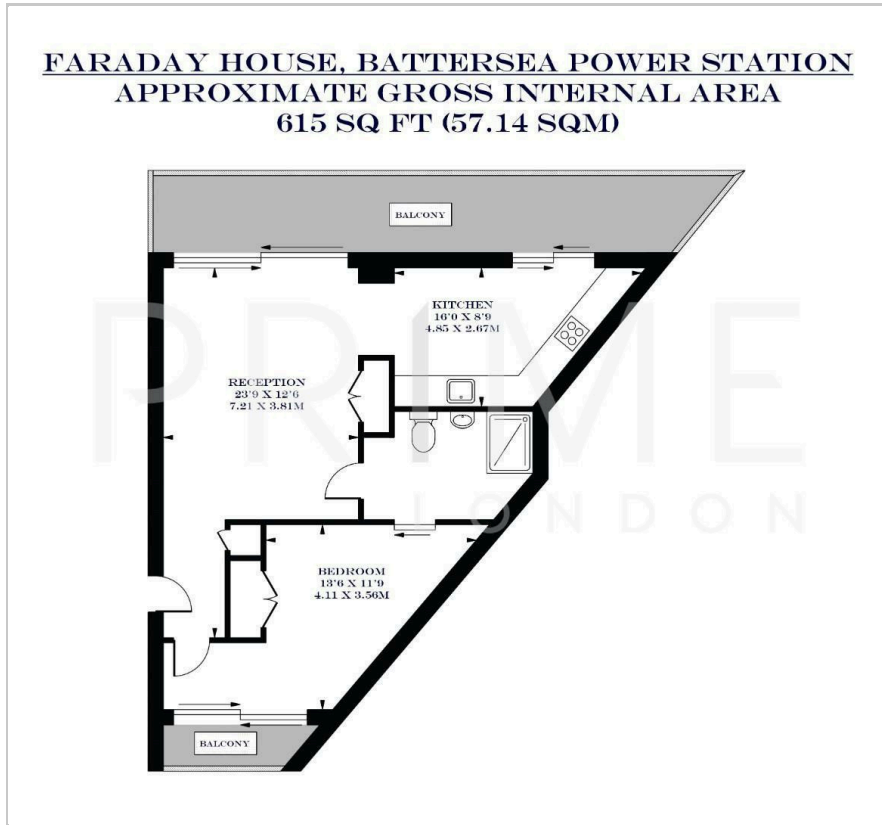 FARADAY HOUSE, BATTERSEA POWER STATION
APPROXIMATE GROSS INTERNAL AREA
615 SQ FT (57.14 SQM)
BALCONY
KITCHEN
16'0 X 8'9
4.85 X 2.67M
RECEPTION
23'9 X 12'6
7.21 X 3.81M
PRIME
LONDON
BEDROOM
13'6 X 11'9
4.11 X 3.56M
BALCONY